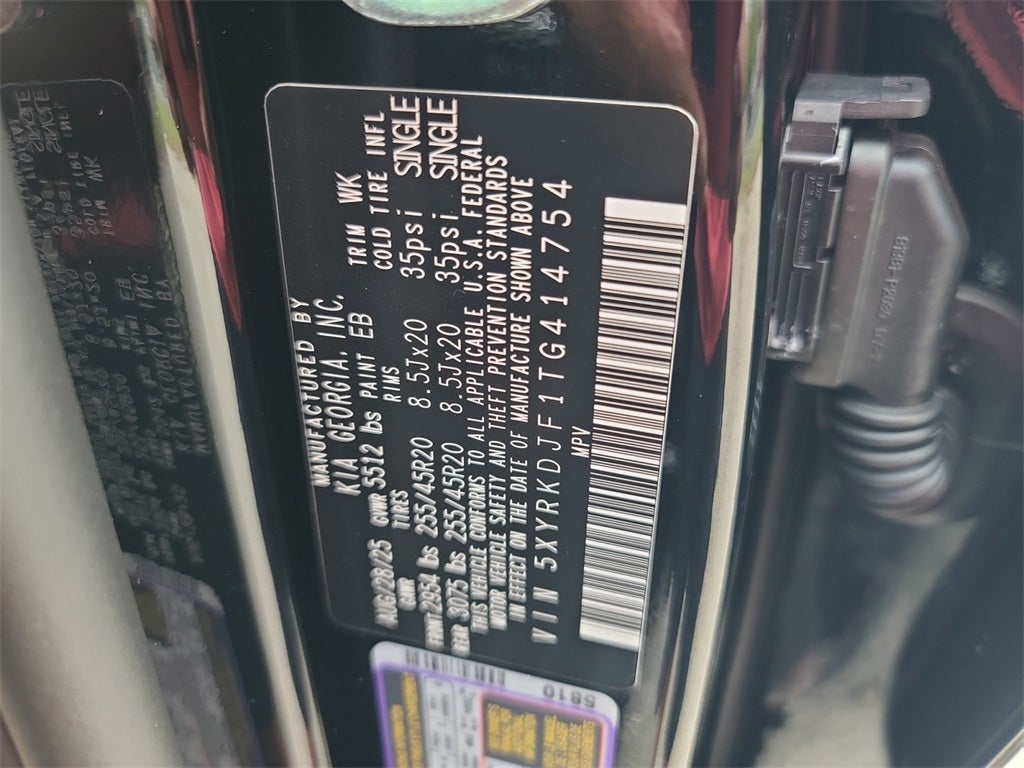 MANUFACTURED BY
KIA GEORGIA, INC.
AUG/28/25 GVWR 5512 lbs PAINT EB TRIM WK
GAWR TIRES RIMS COLD TIRE INFL
2954 lbs 255/45R20 8.5Jx20 35psi SINGLE
3075 lbs 255/45R20 8.5Jx20 35psi SINGLE
THIS VEHICLE CONFORMS TO ALL APPLICABLE U.S.A. FEDERAL
MOTOR VEHICLE SAFETY AND THEFT PREVENTION STANDARDS
IN EFFECT ON THE DATE OF MANUFACTURE SHOWN ABOVE
VIN 5XYRKDJF1TG414754
MPV
5810